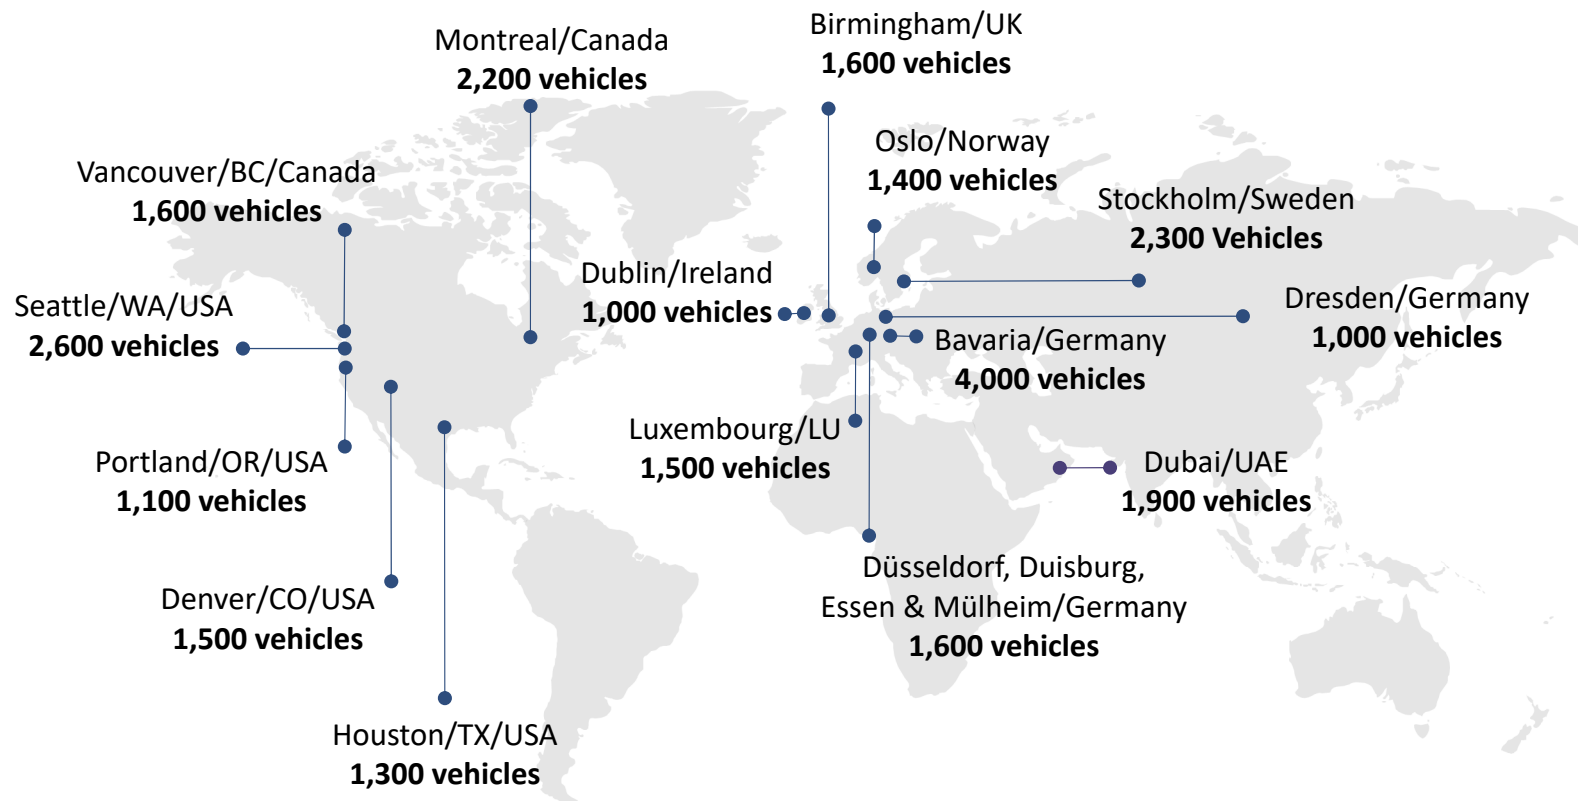 Birmingham/UK
1,600 vehicles
Montreal/Canada
2,200 vehicles
Oslo/Norway
1,400 vehicles
Vancouver/BC/Canada
1,600 vehicles
Stockholm/Sweden
2,300 Vehicles
Dublin/Ireland
1,000 vehicles
Dresden/Germany
1,000 vehicles
Seattle/WA/USA
2,600 vehicles
Bavaria/Germany
4,000 vehicles
Luxembourg/LU
1,500 vehicles
Portland/OR/USA
1,100 vehicles
Dubai/UAE
1,900 vehicles
Düsseldorf, Duisburg,
Essen & Mülheim/Germany
1,600 vehicles
Denver/CO/USA
1,500 vehicles
Houston/TX/USA
1,300 vehicles